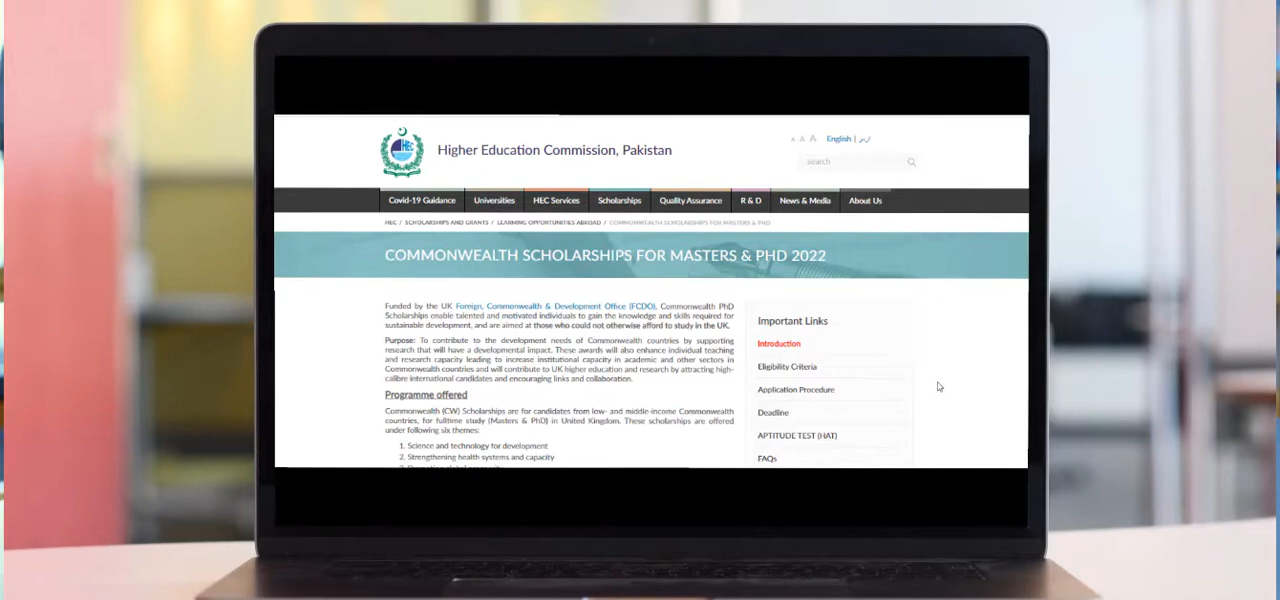 HEC
Higher Education Commission, Pakistan
A A A English | اردو
search
Covid-19 Guidance Universities HEC Services Scholarships Quality Assurance R & D News & Media About Us
HEC / SCHOLARSHIPS AND GRANTS / LEARNING OPPORTUNITIES ABROAD / COMMONWEALTH SCHOLARSHIPS FOR MASTERS & PHD
COMMONWEALTH SCHOLARSHIPS FOR MASTERS & PHD 2022
Funded by the UK Foreign, Commonwealth & Development Office (FCDO), Commonwealth PhD
Scholarships enable talented and motivated individuals to gain the knowledge and skills required for
sustainable development, and are aimed at those who could not otherwise afford to study in the UK.
Purpose: To contribute to the development needs of Commonwealth countries by supporting
research that will have a developmental impact. These awards will also enhance individual teaching
and research capacity leading to increase institutional capacity in academic and other sectors in
Commonwealth countries and will contribute to UK higher education and research by attracting high-
calibre international candidates and encouraging links and collaboration.
Programme offered
Commonwealth (CW) Scholarships are for candidates from low- and middle-income Commonwealth
countries, for fulltime study (Masters & PhD) in United Kingdom. These scholarships are offered
under following six themes:
1. Science and technology for development
2. Strengthening health systems and capacity
Important Links
Introduction
Eligibility Criteria
Application Procedure
Deadline
APTITUDE TEST (HAT)
FAQs